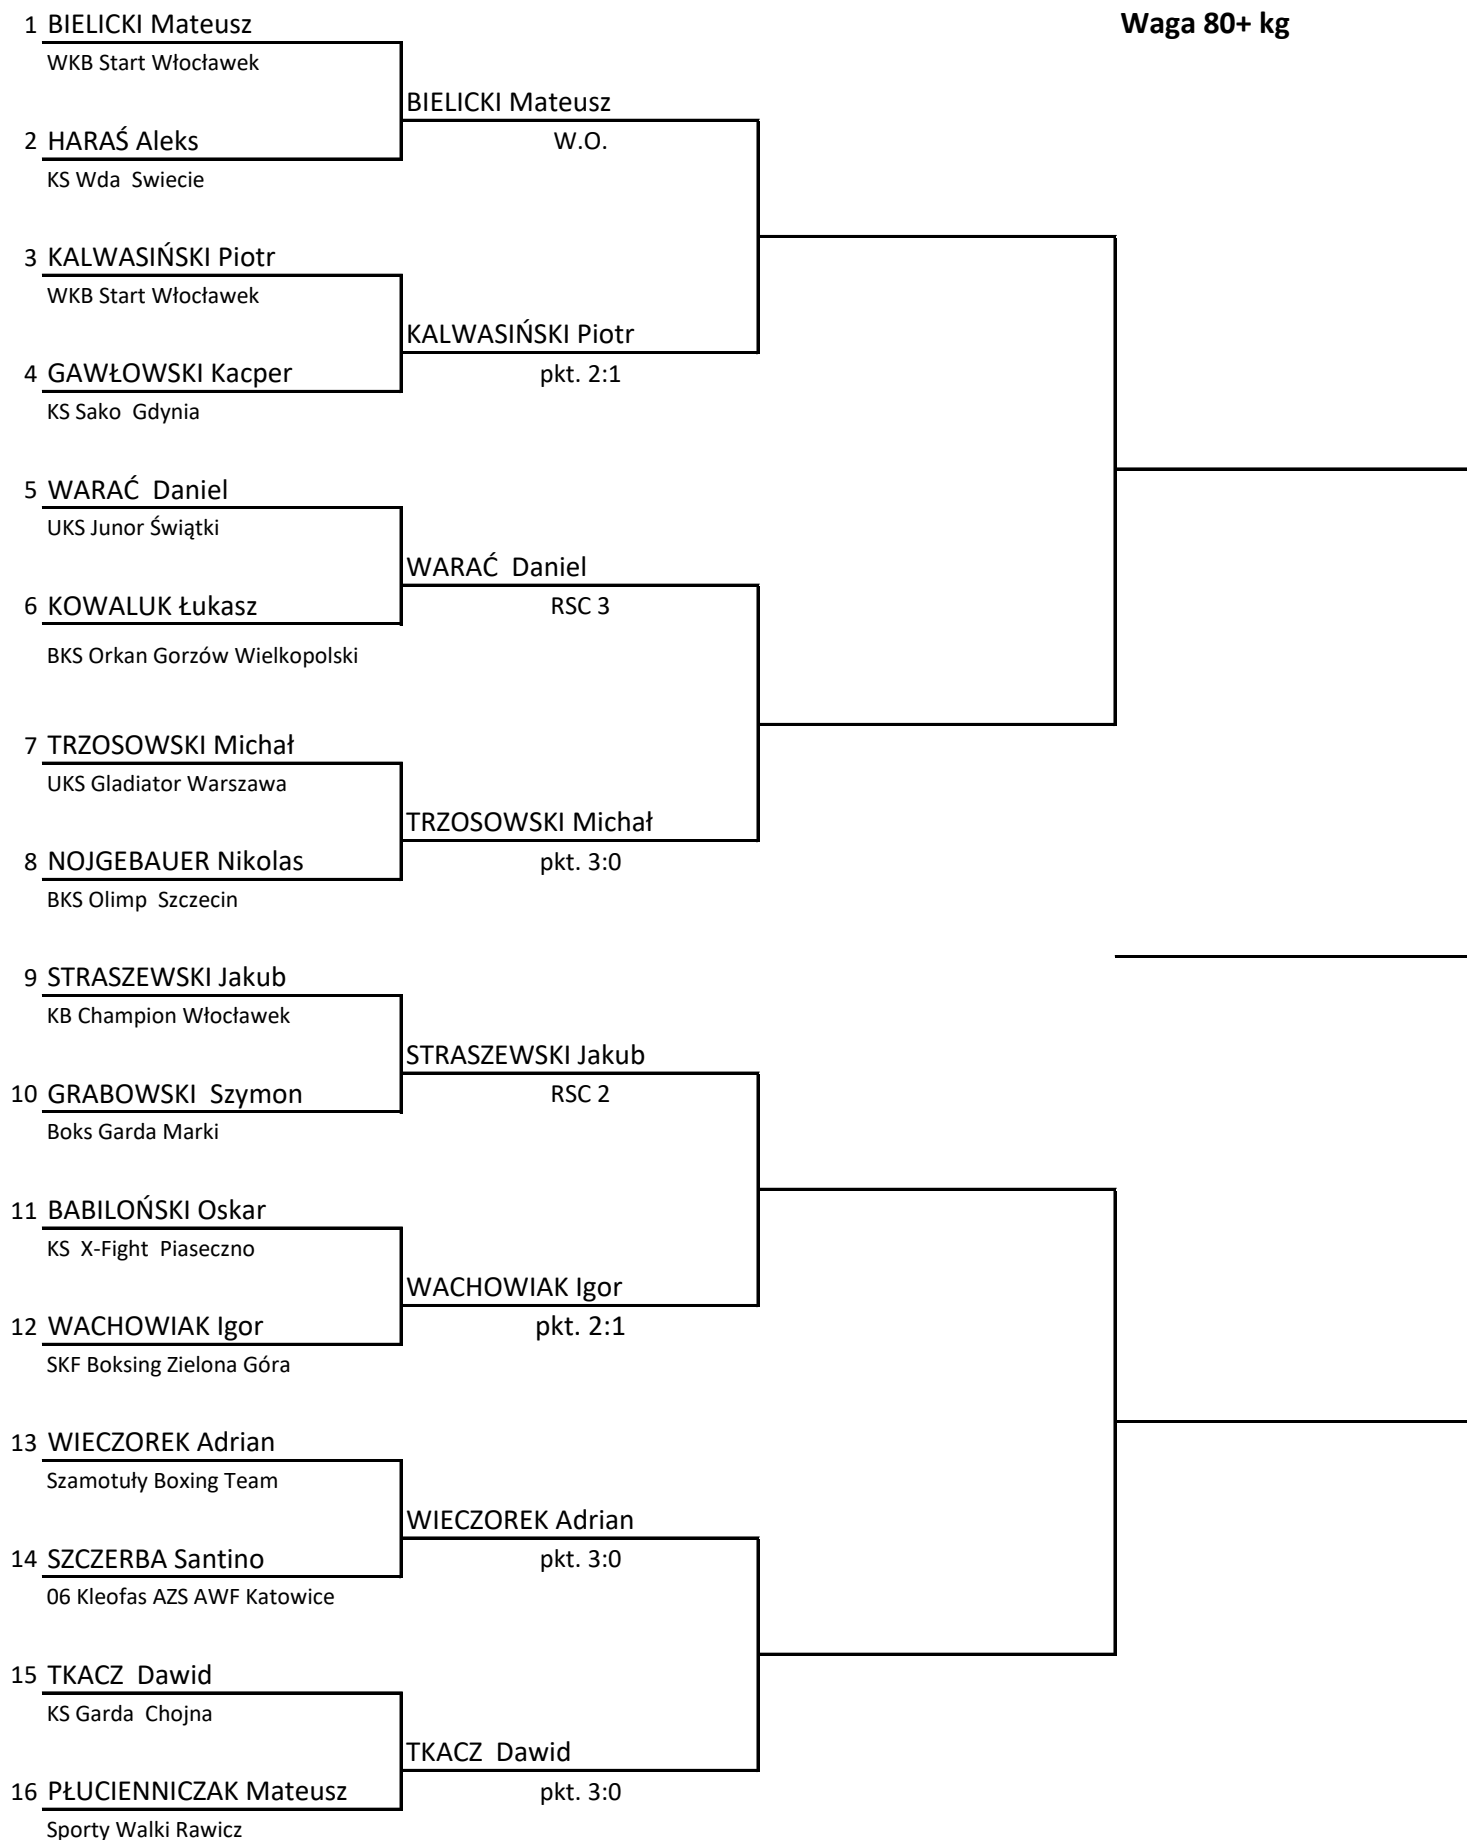 Waga 80+ kg
1 BIELICKI Mateusz
WKB Start Włocławek
BIELICKI Mateusz
W.O.
2 HARAŚ Aleks
KS Wda Swiecie
3 KALWASIŃSKI Piotr
WKB Start Włocławek
KALWASIŃSKI Piotr
pkt. 2:1
4 GAWŁOWSKI Kacper
KS Sako Gdynia
5 WARAĆ Daniel
UKS Junor Świątki
WARAĆ Daniel
RSC 3
6 KOWALUK Łukasz
BKS Orkan Gorzów Wielkopolski
7 TRZOSOWSKI Michał
UKS Gladiator Warszawa
TRZOSOWSKI Michał
pkt. 3:0
8 NOJGEBAUER Nikolas
BKS Olimp Szczecin
9 STRASZEWSKI Jakub
KB Champion Włocławek
STRASZEWSKI Jakub
RSC 2
10 GRABOWSKI Szymon
Boks Garda Marki
11 BABILOŃSKI Oskar
KS X-Fight Piaseczno
WACHOWIAK Igor
pkt. 2:1
12 WACHOWIAK Igor
SKF Boksing Zielona Góra
13 WIECZOREK Adrian
Szamotuły Boxing Team
WIECZOREK Adrian
pkt. 3:0
14 SZCZERBA Santino
06 Kleofas AZS AWF Katowice
15 TKACZ Dawid
KS Garda Chojna
TKACZ Dawid
pkt. 3:0
16 PŁUCIENNICZAK Mateusz
Sporty Walki Rawicz